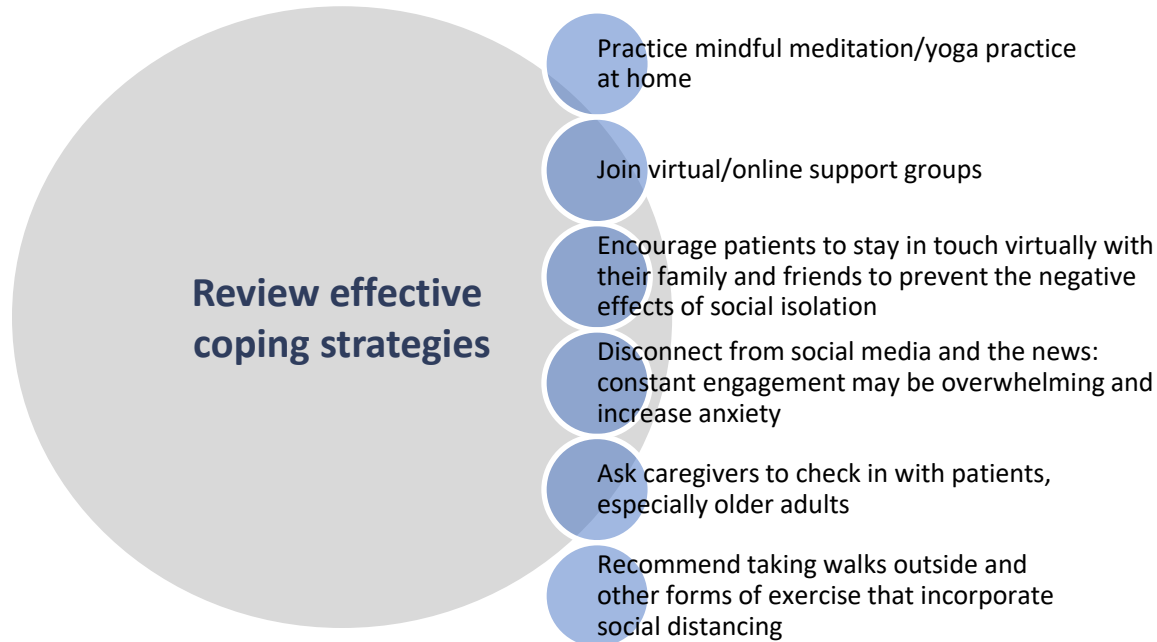 Review effective
coping strategies
Practice mindful meditation/yoga practice
at home
Join virtual/online support groups
Encourage patients to stay in touch virtually with
their family and friends to prevent the negative
effects of social isolation
Disconnect from social media and the news:
constant engagement may be overwhelming and
increase anxiety
Ask caregivers to check in with patients,
especially older adults
Recommend taking walks outside and
other forms of exercise that incorporate
social distancing